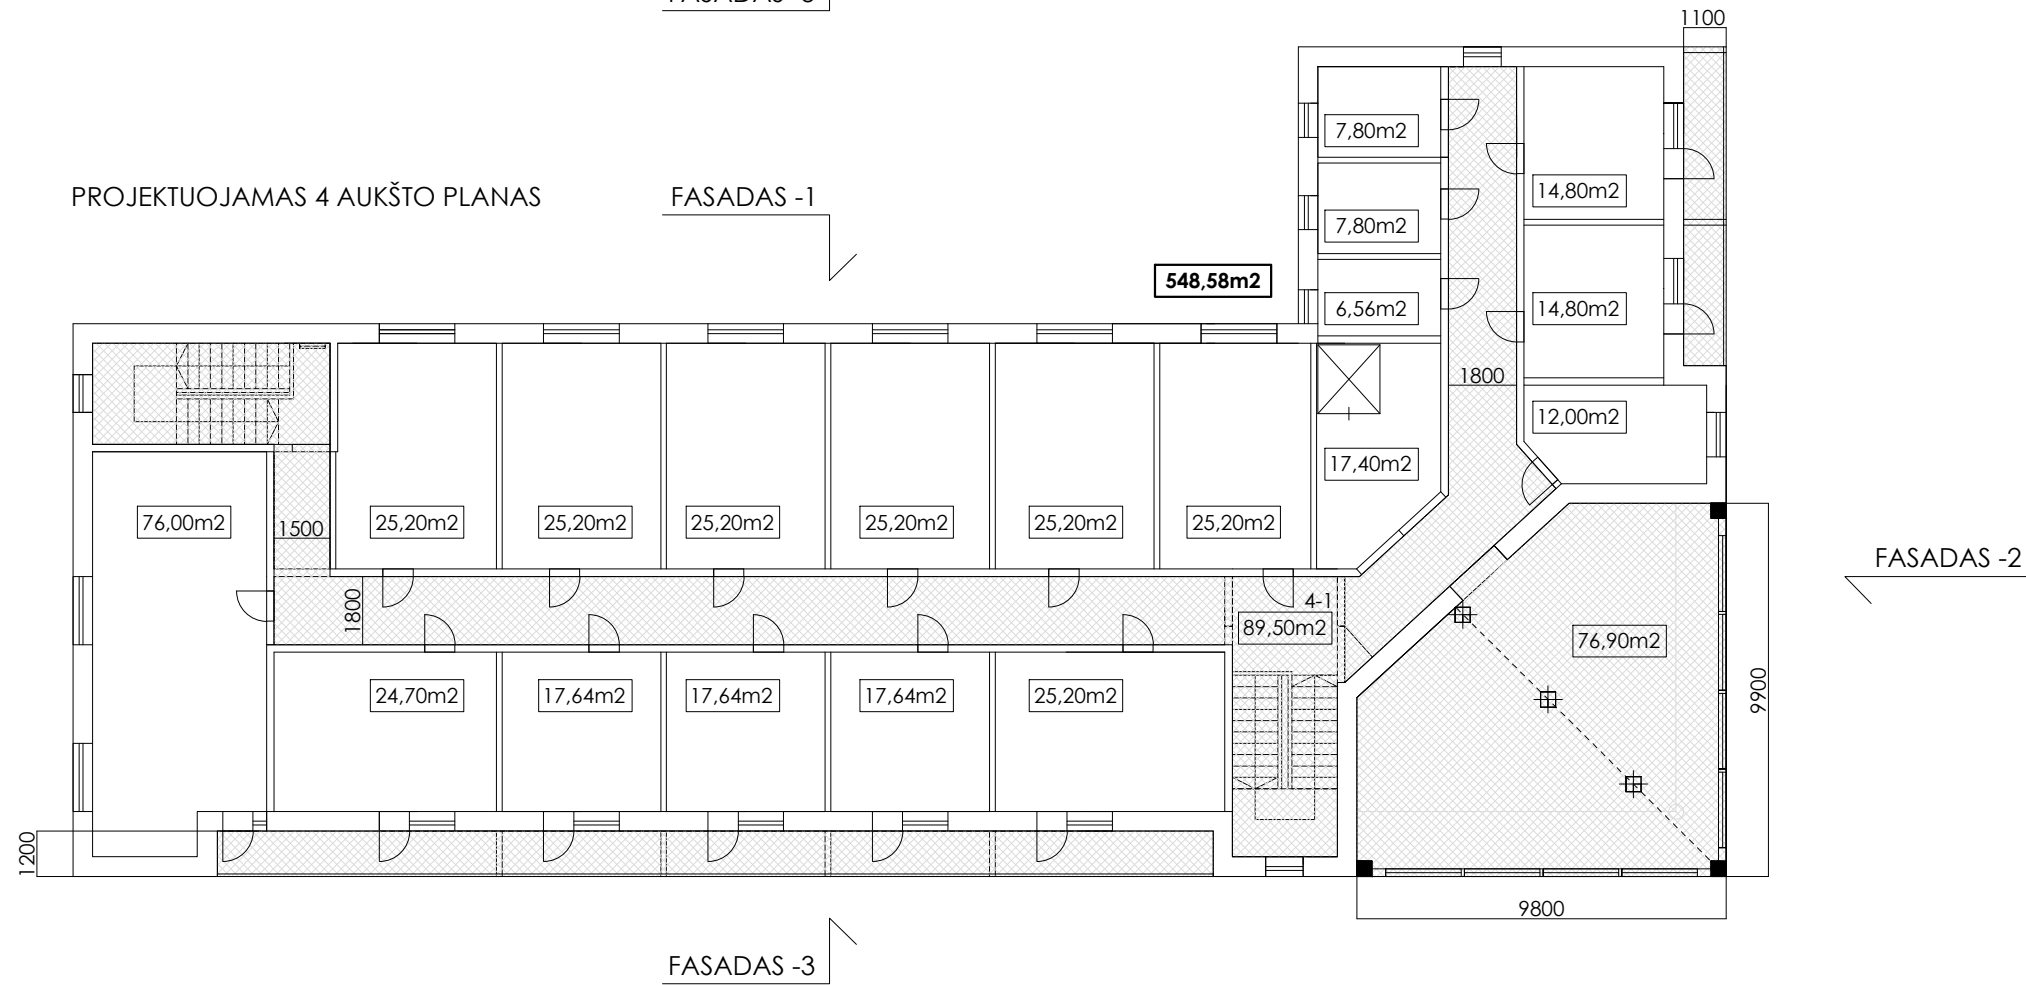 FASADAS -3
1100
7,80m2
14,80m2
PROJEKTUOJAMAS 4 AUKŠTO PLANAS
FASADAS -1
7,80m2
548,58m2
6,56m2
14,80m2
1800
12,00m2
17,40m2
76,00m2
1500
25,20m2
25,20m2
25,20m2
25,20m2
25,20m2
25,20m2
FASADAS -2
1800
4-1
89,50m2
76,90m2
24,70m2
17,64m2
17,64m2
17,64m2
25,20m2
9900
1200
9800
FASADAS -3